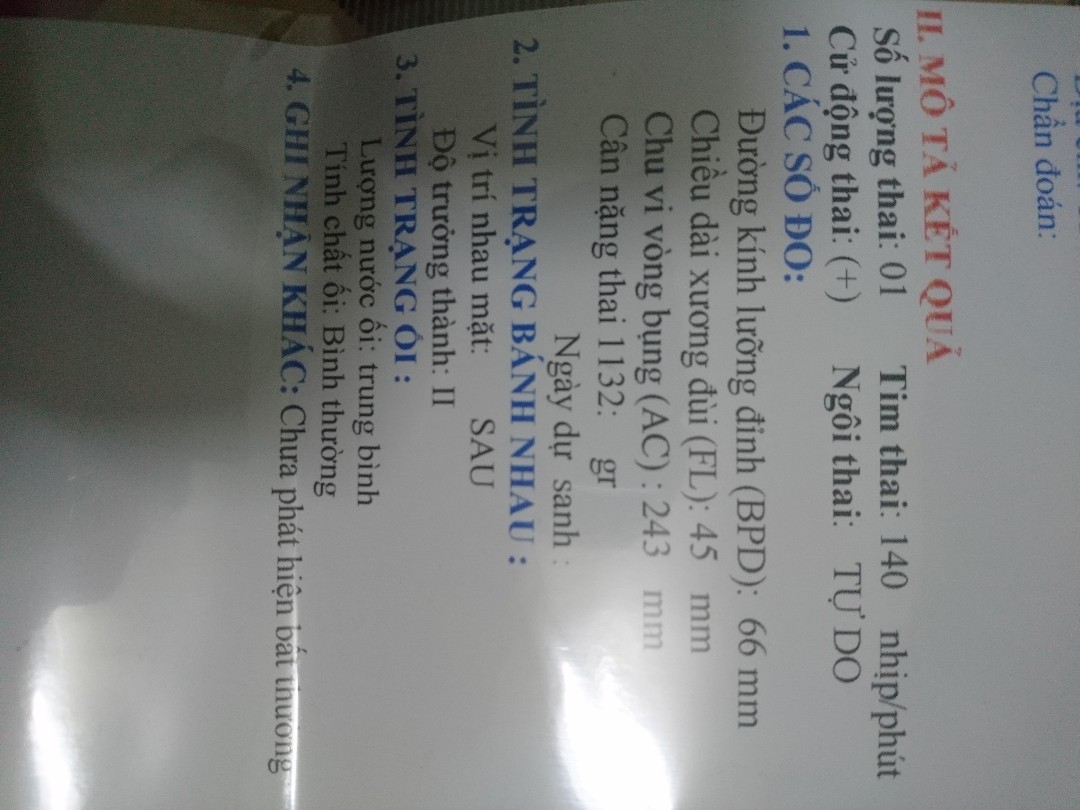 Chẩn đoán:
II. MÔ TẢ KẾT QUẢ
Số lượng thai: 01 Tim thai: 140 nhịp/phút
Cử động thai: (+) Ngôi thai: TỰ DO
1. CÁC SỐ ĐO:
Đường kính lưỡng đỉnh (BPD): 66 mm
Chiều dài xương đùi (FL): 45 mm
Chu vi vòng bụng (AC) : 243 mm
Cân nặng thai 1132: gr
Ngày dự sanh :
2. TÌNH TRẠNG BÁNH NHAU :
Vị trí nhau mặt: SAU
Độ trưởng thành: II
3. TÌNH TRẠNG ỐI :
Lượng nước ối: trung bình
Tính chất ối: Bình thường
4. GHI NHẬN KHÁC: Chưa phát hiện bất thường